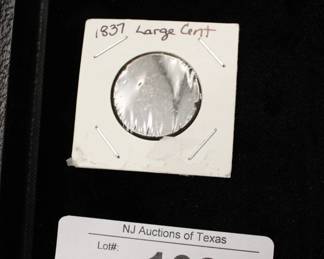 1837 Large Cent
NJ Auctions of Texas
Lot#: